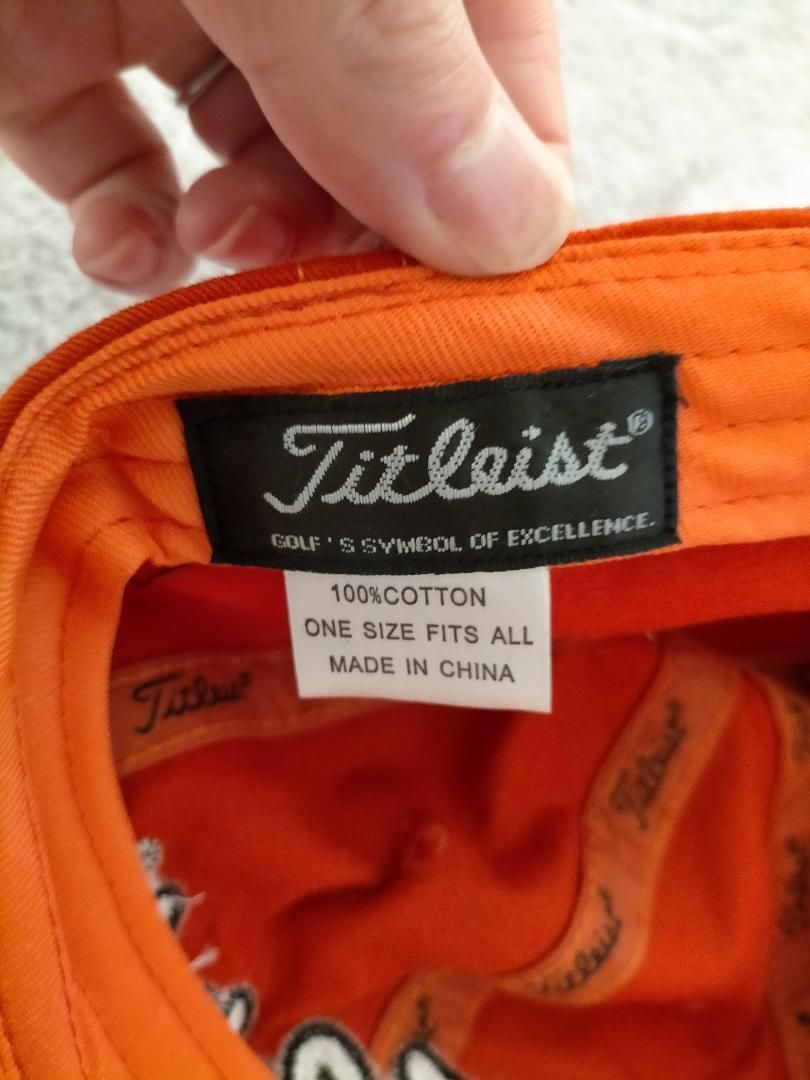 Titleist®
GOLF'S SYMBOL OF EXCELLENCE.
100%COTTON
ONE SIZE FITS ALL
MADE IN CHINA
Titleist
Titleist